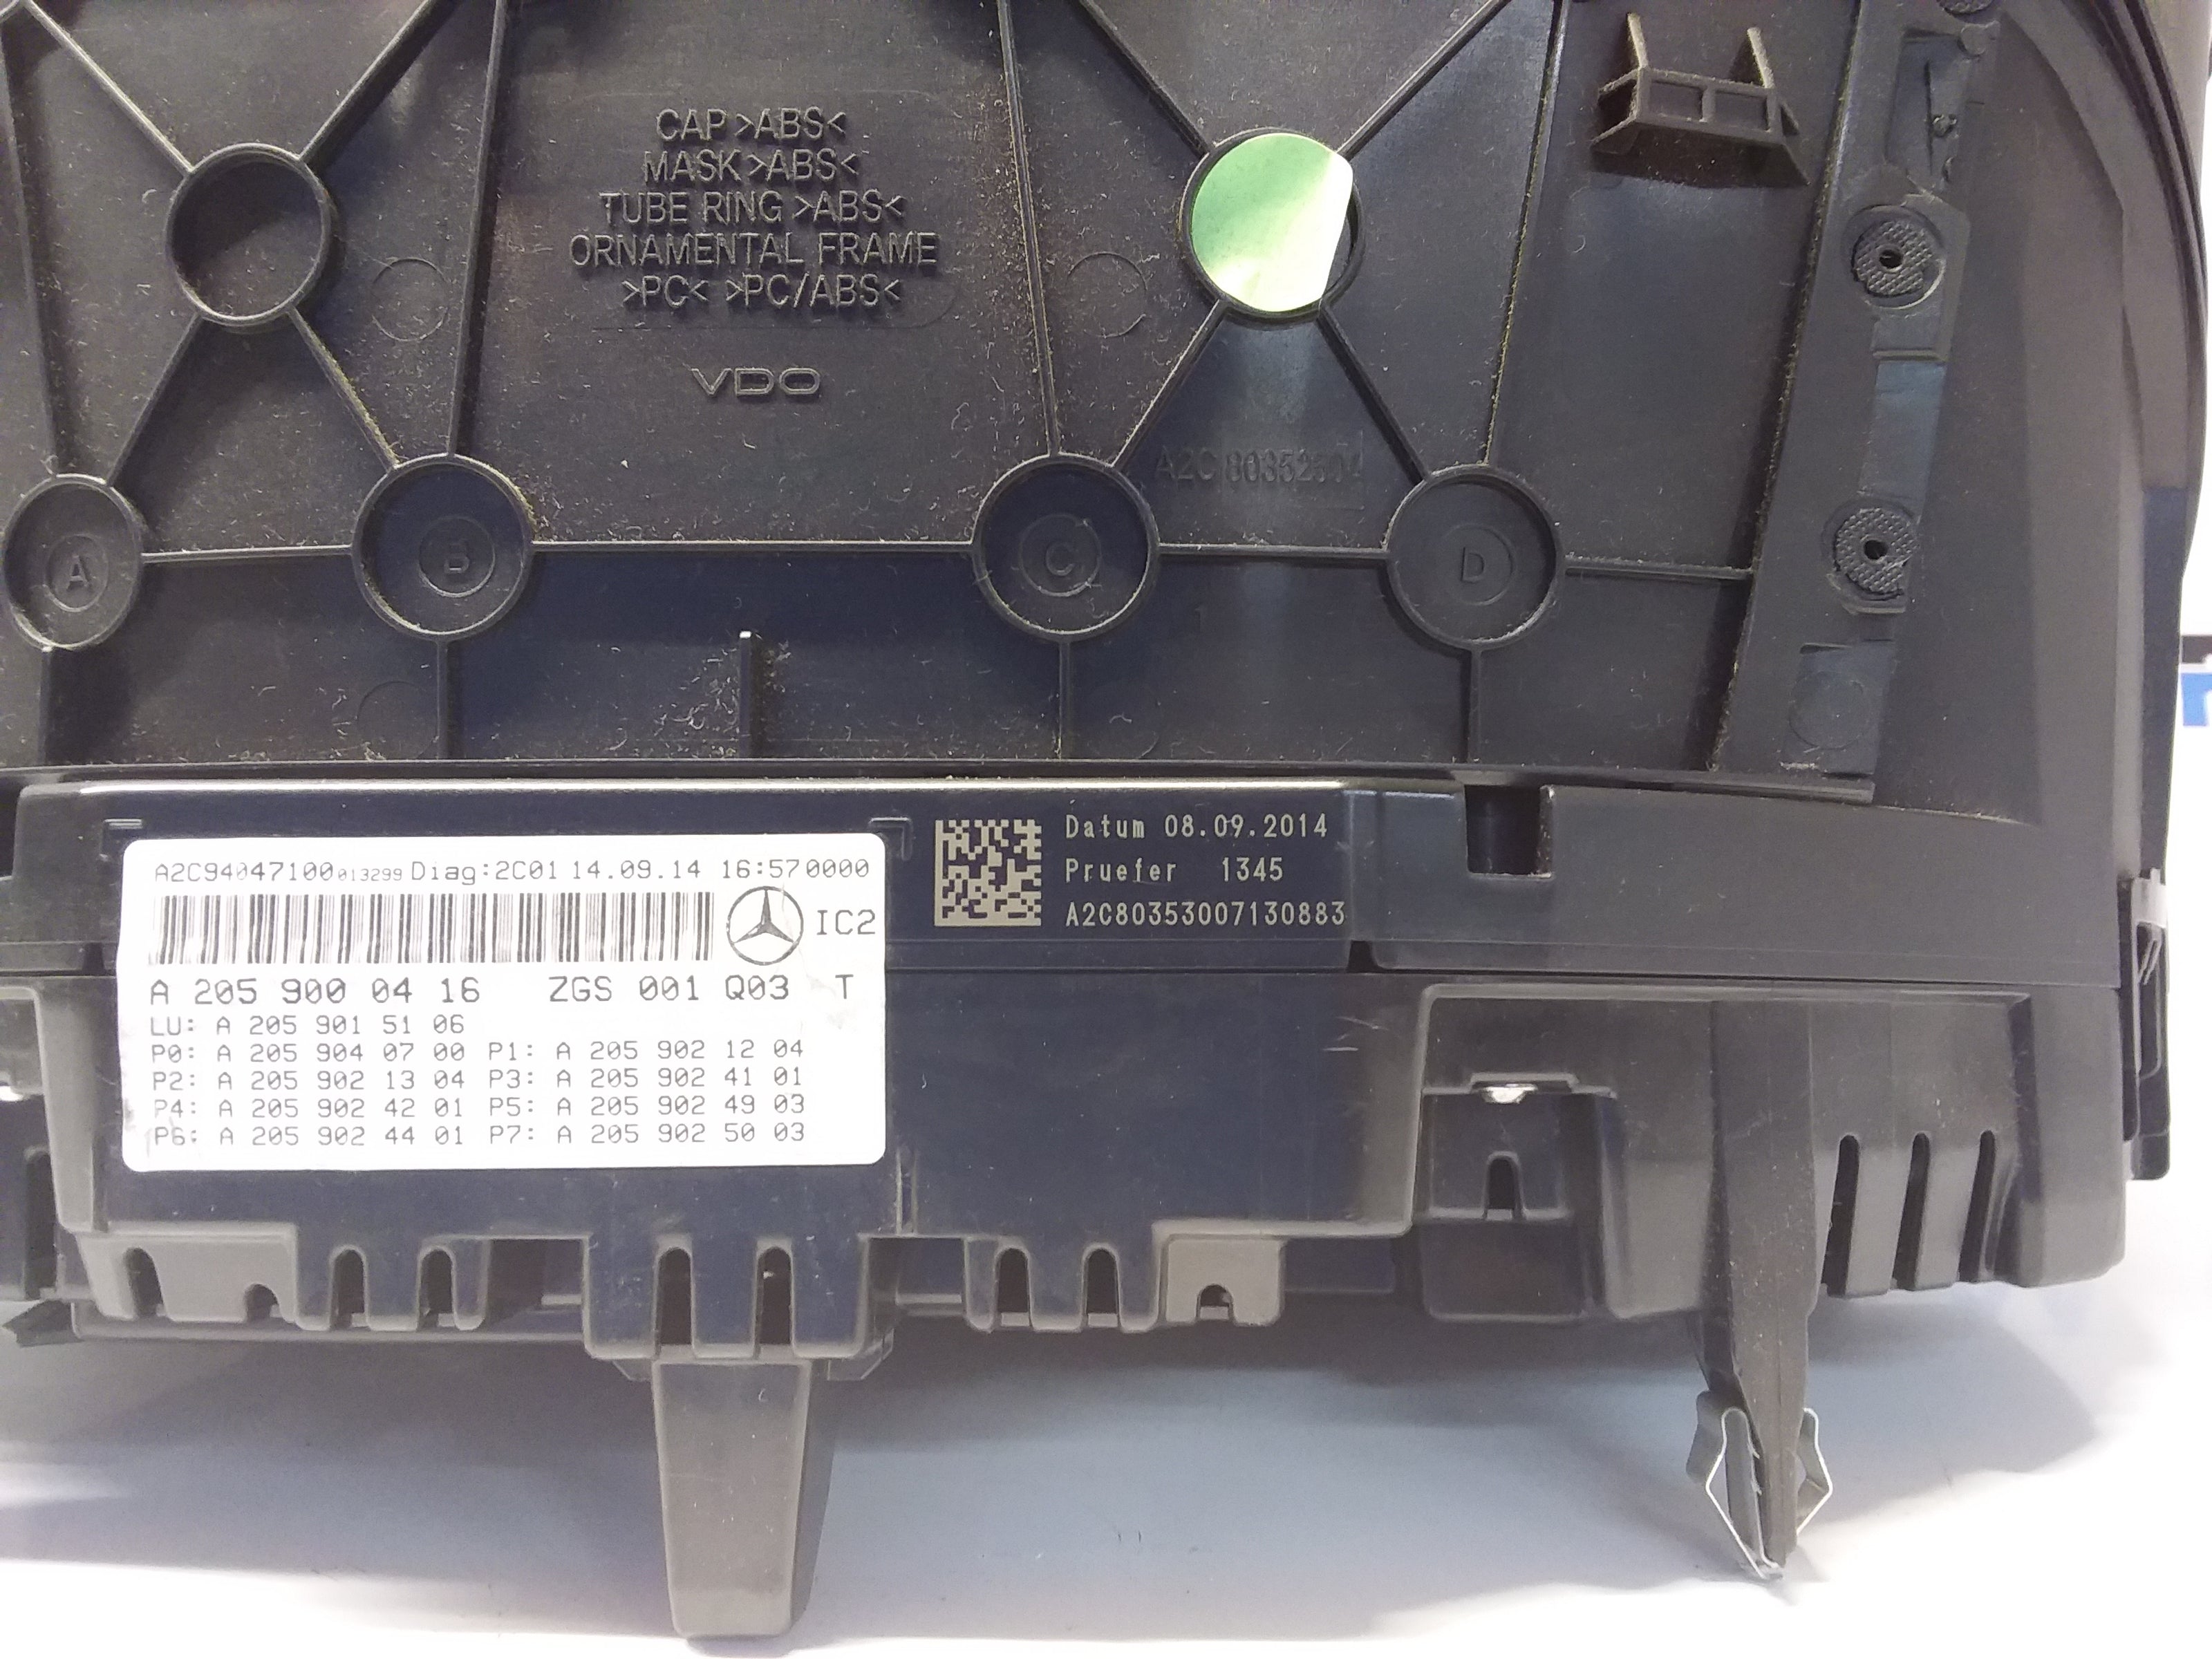 CAP >ABS<
MASK >ABS<
TUBE RING >ABS<
ORNAMENTAL FRAME
>PC< >PC/ABS<
VDO
A2C
A
B
C
D
1
Datum 08.09.2014
Pruefer 1345
A2C80353007130883
A2C94047100013299 Diag:2C01 14.09.14 16:570000
IC2
A 205 900 04 16 ZGS 001 Q03 T
LU: A 205 901 51 06
P0: A 205 904 07 00 P1: A 205 902 12 04
P2: A 205 902 13 04 P3: A 205 902 41 01
P4: A 205 902 42 01 P5: A 205 902 49 03
P6: A 205 902 44 01 P7: A 205 902 50 03